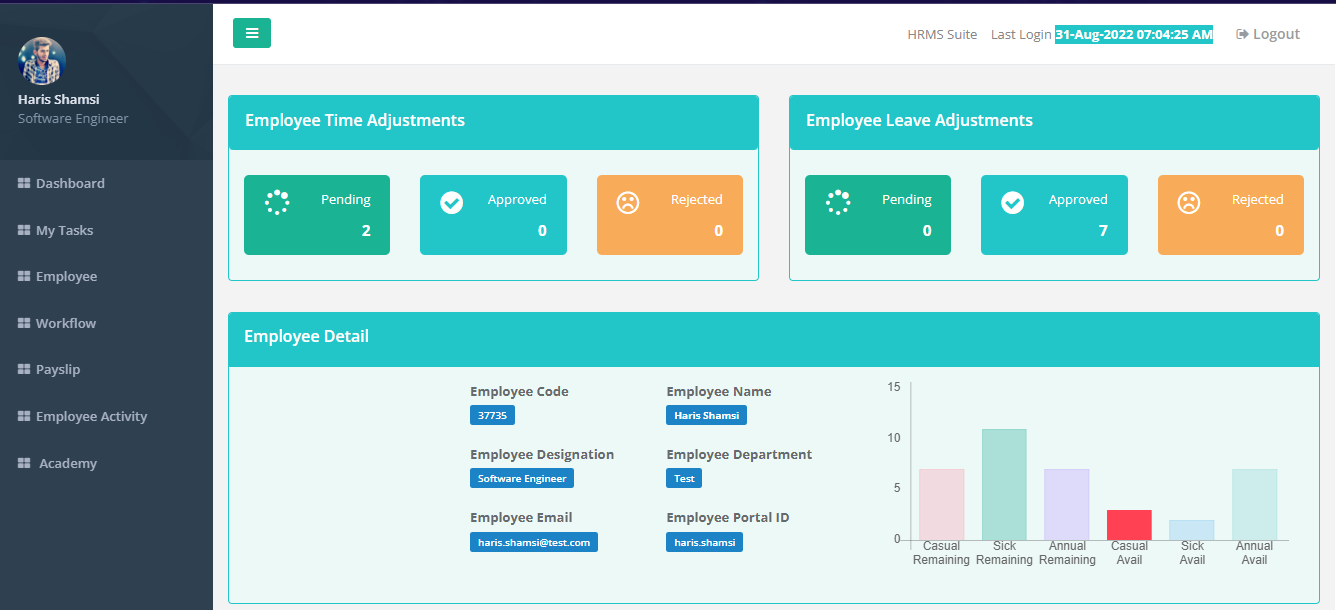 Haris Shamsi
Software Engineer
Dashboard
My Tasks
Employee
Workflow
Payslip
Employee Activity
Academy
HRMS Suite Last Login 31-Aug-2022 07:04:25 AM Logout
Employee Time Adjustments
Pending
2
Approved
0
Rejected
0
Employee Leave Adjustments
Pending
0
Approved
7
Rejected
0
Employee Detail
Employee Code
37735
Employee Name
Haris Shamsi
Employee Designation
Software Engineer
Employee Department
Test
Employee Email
haris.shamsi@test.com
Employee Portal ID
haris.shamsi
15
10
5
0
Casual
Remaining
Sick
Remaining
Annual
Remaining
Casual
Avail
Sick
Avail
Annual
Avail